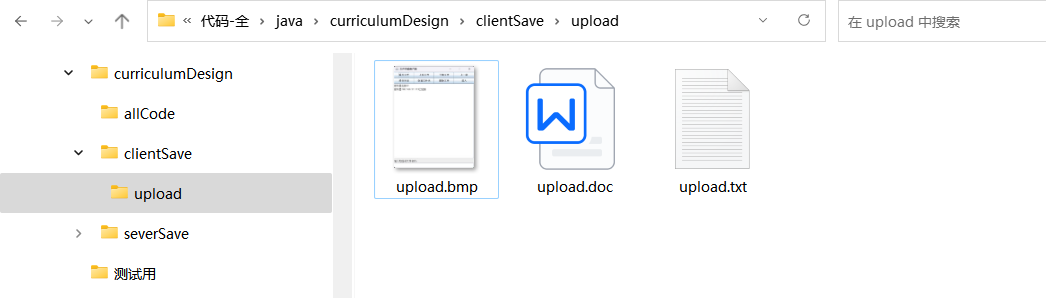 « 代码-全 > java > curriculumDesign > clientSave > upload
在 upload 中搜索
curriculumDesign
allCode
clientSave
upload
severSave
测试用
upload.bmp
upload.doc
upload.txt